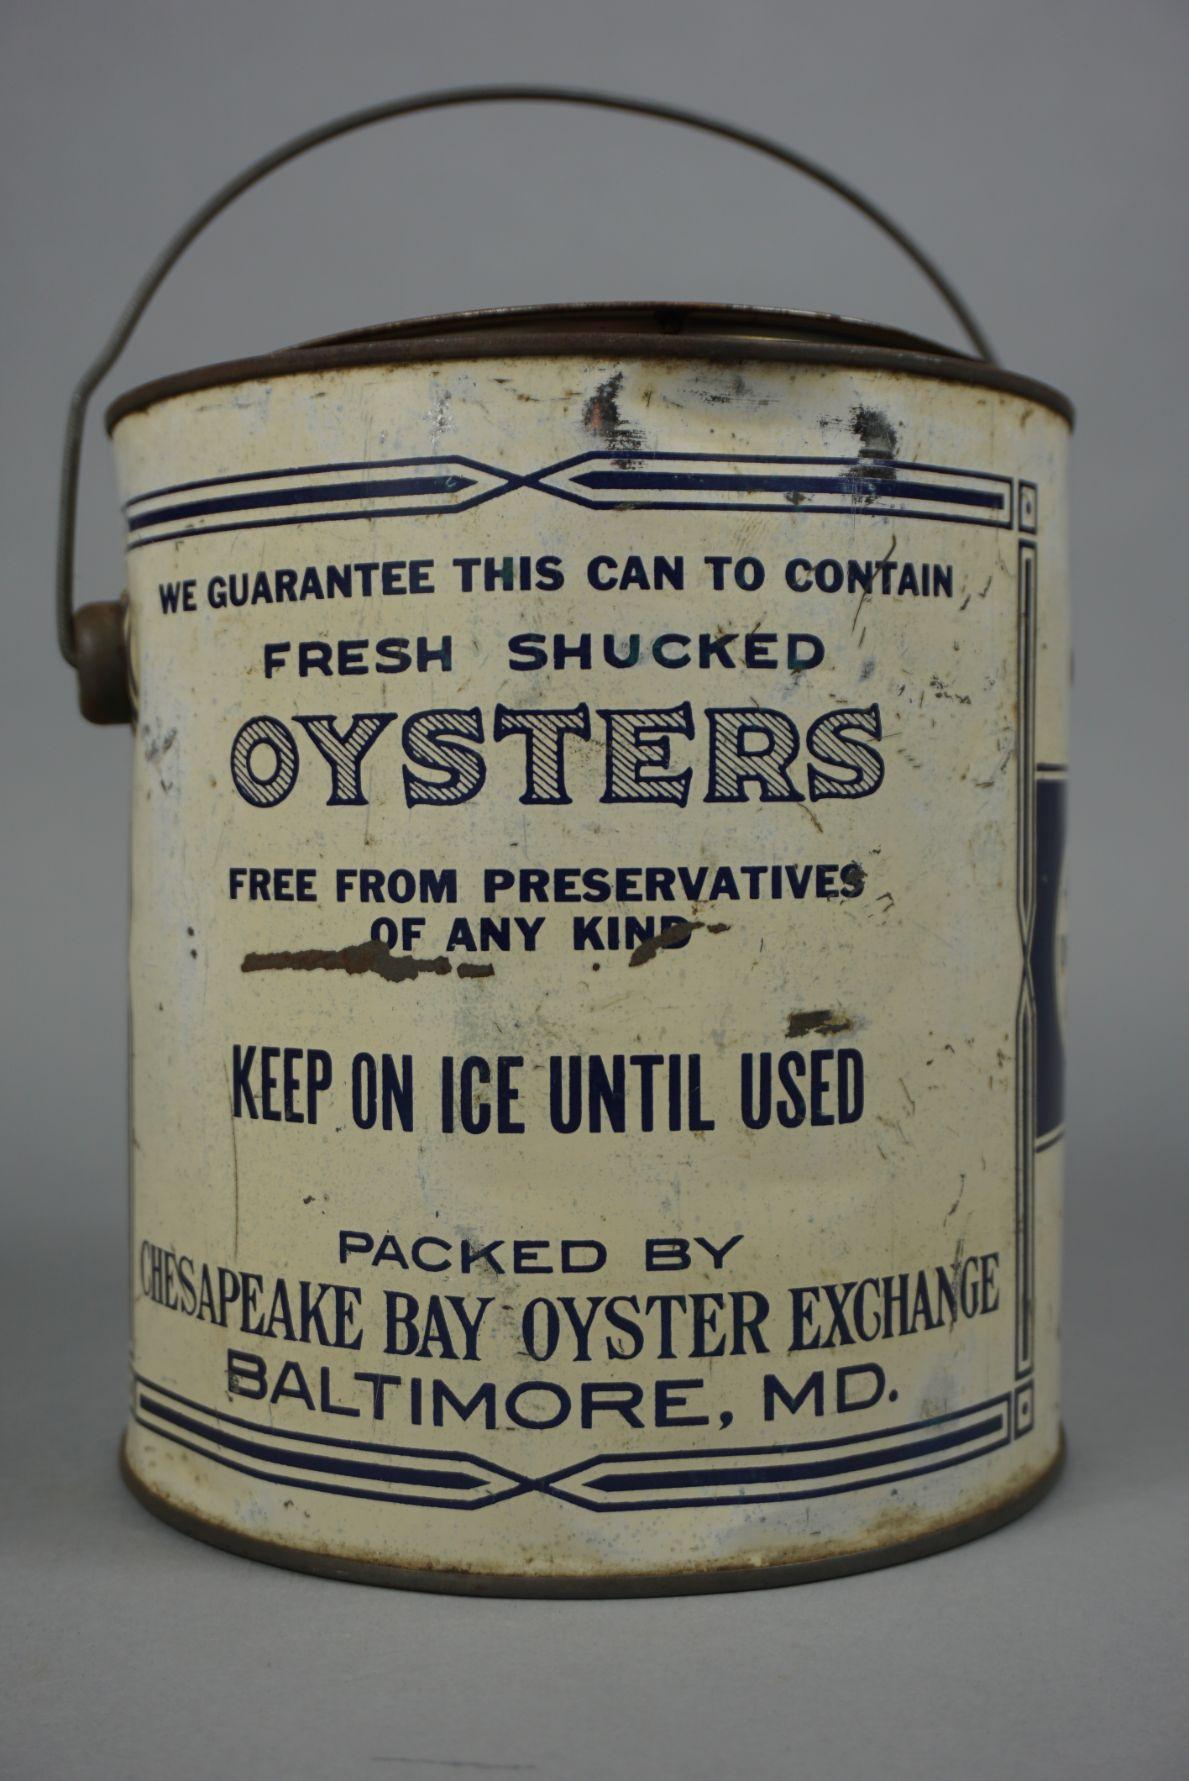 WE GUARANTEE THIS CAN TO CONTAIN
FRESH SHUCKED
OYSTERS
FREE FROM PRESERVATIVES
OF ANY KIND
KEEP ON ICE UNTIL USED
PACKED BY
CHESAPEAKE BAY OYSTER EXCHANGE
BALTIMORE, MD.